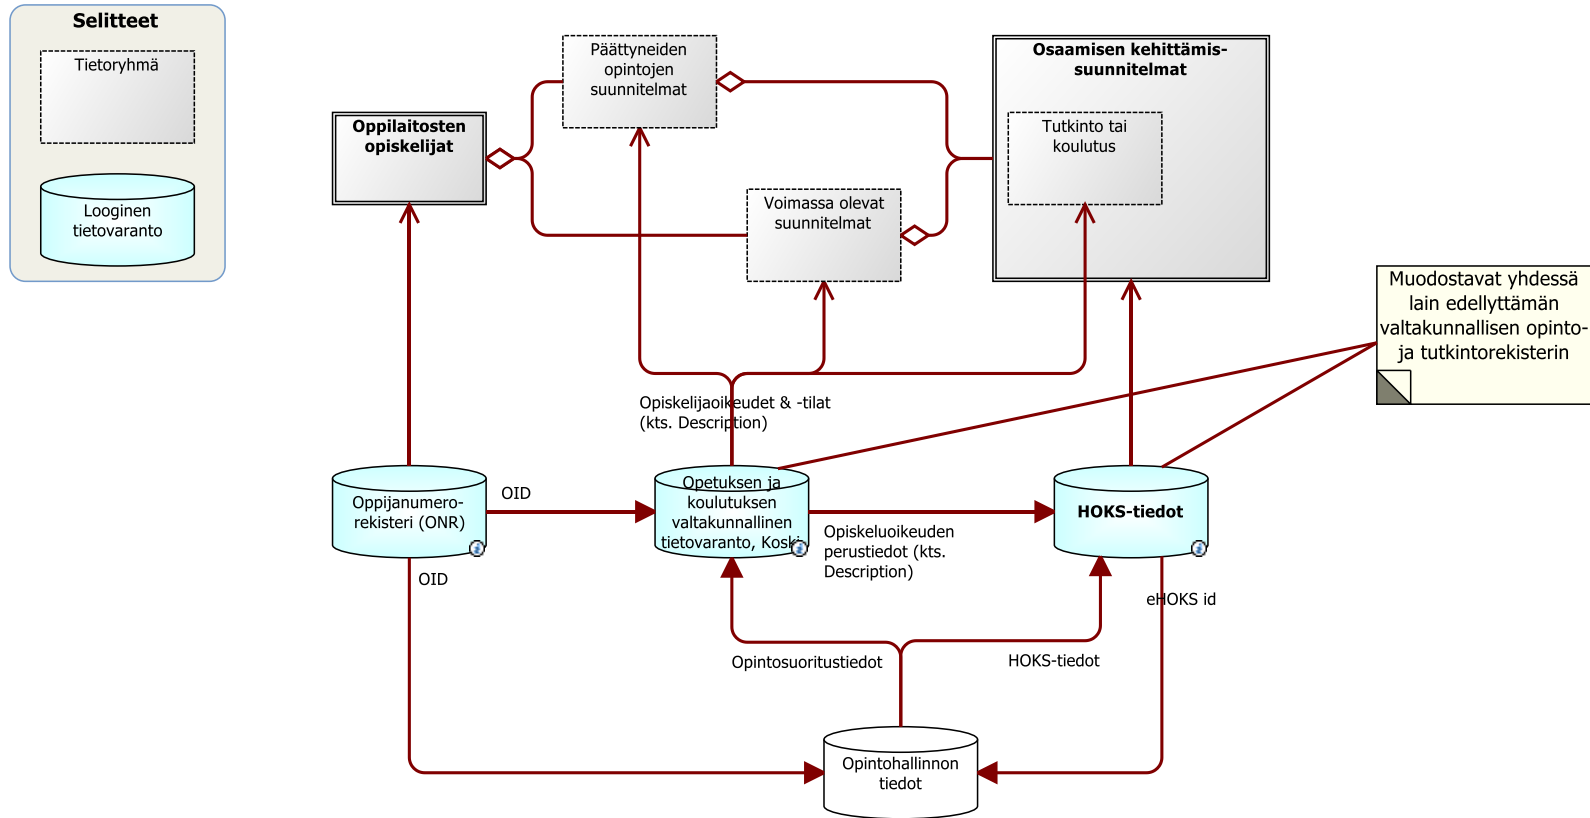 Selitteet
Tietoryhmä
Looginen
tietovaranto
Päättyneiden
opintojen
suunnitelmat
Osaamisen kehittämis-
suunnitelmat
Oppilaitosten
opiskelijat
Tutkinto tai
koulutus
Voimassa olevat
suunnitelmat
Muodostavat yhdessä
lain edellyttämän
valtakunnallisen opinto-
ja tutkintorekisterin
Opiskelijaoikeudet & -tilat
(kts. Description)
Oppijanumero-
rekisteri (ONR)
OID
Opetuksen ja
koulutuksen
valtakunnallinen
tietovaranto, Koski
Opiskeluoikeuden
perustiedot (kts.
Description)
HOKS-tiedot
OID
eHOKS id
Opintosuoritustiedot
HOKS-tiedot
Opintohallinnon
tiedot